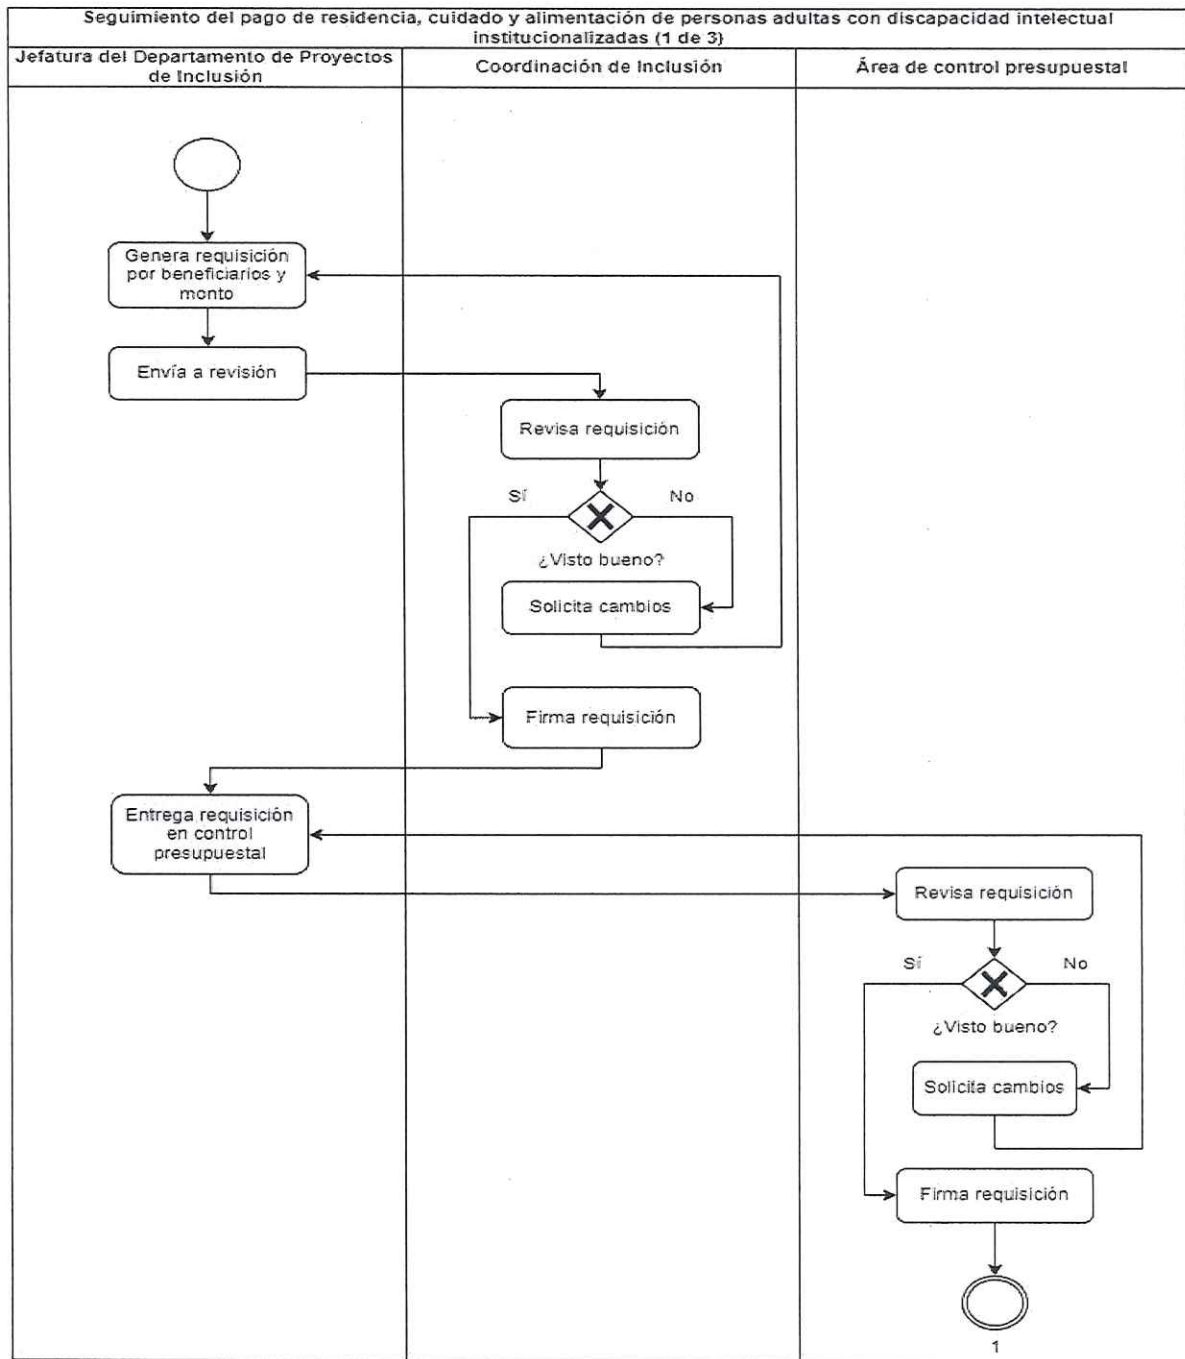 Seguimiento del pago de residencia, cuidado y alimentación de personas adultas con discapacidad intelectual
institucionalizadas (1 de 3)
Jefatura del Departamento de Proyectos
de Inclusión
Coordinación de Inclusión
Área de control presupuestal
Genera requisición
por beneficiarios y
monto
Envía a revisión
Revisa requisición
Sí
No
¿Visto bueno?
Solicita cambios
Firma requisición
Entrega requisición
en control
presupuestal
Revisa requisición
Sí
No
¿Visto bueno?
Solicita cambios
Firma requisición
1